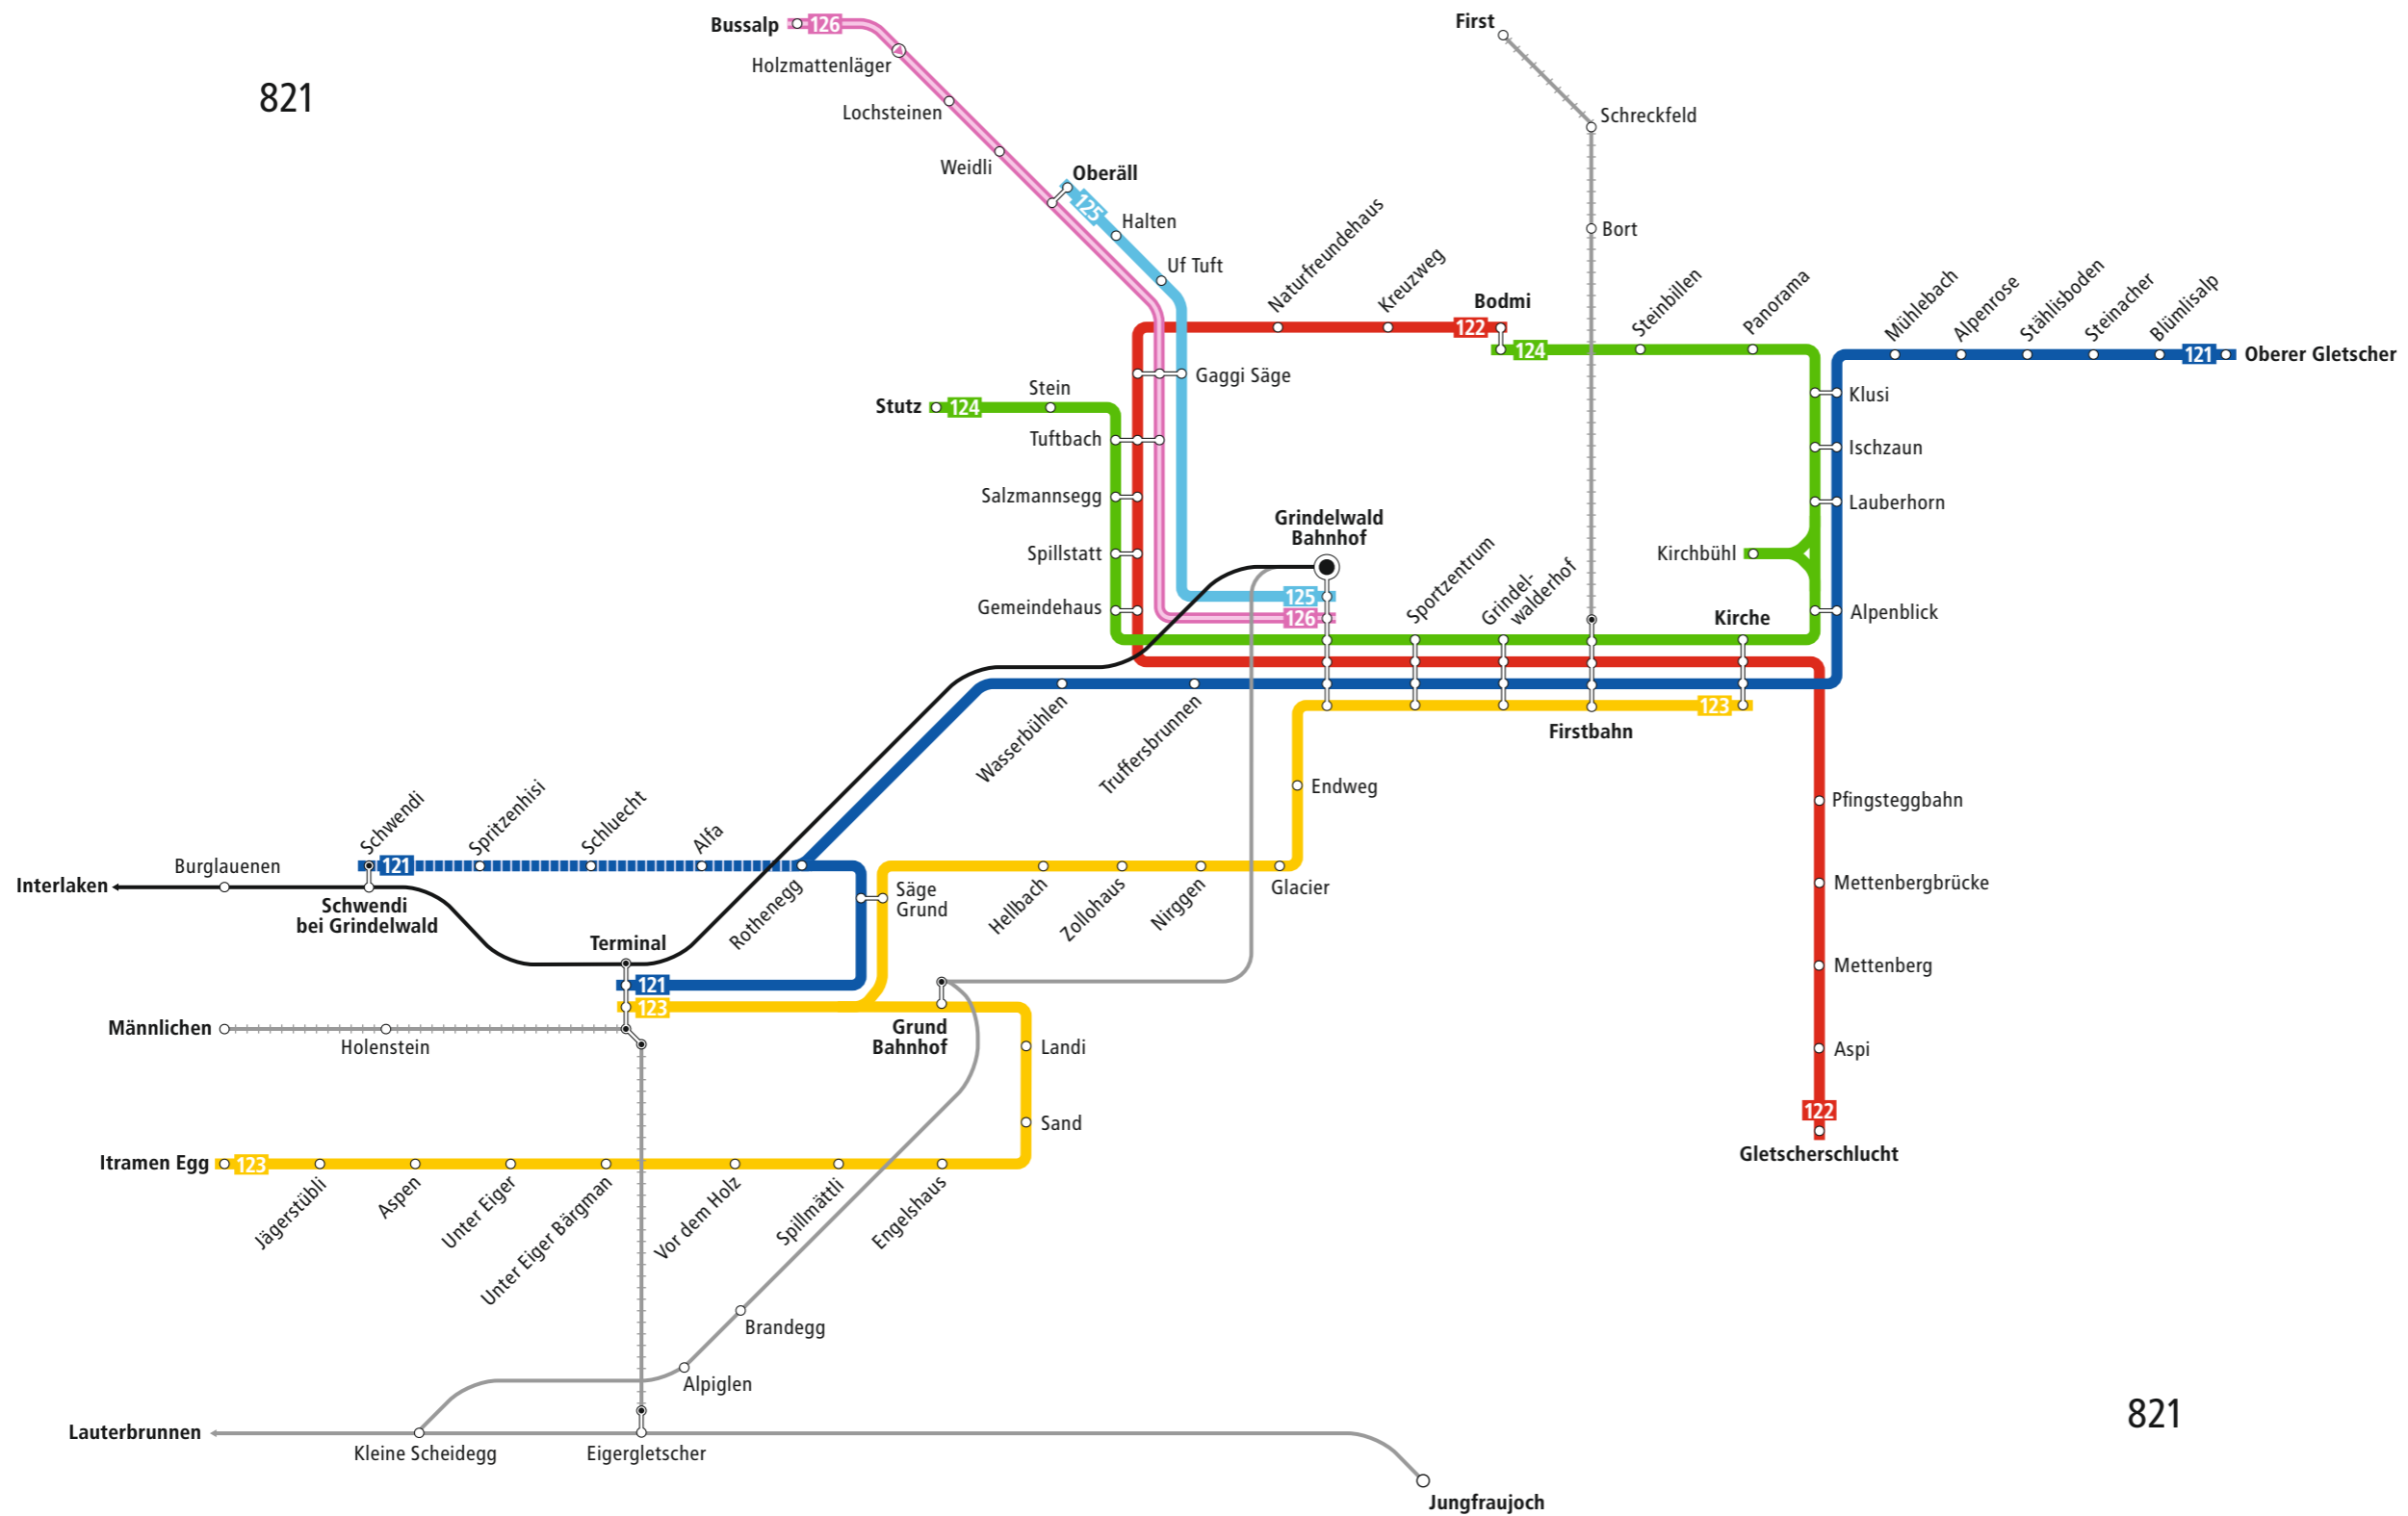 Bussalp
126
First
Holzmattenläger
821
Lochsteinen
Schreckfeld
Weidli
Oberäll
125
Halten
Bort
Uf Tuft
Naturfreundehaus
Kreuzweg
Bodmi
122
124
Steinbillen
Panorama
Mühlebach
Alpenrose
Stählisboden
Steinacher
Blümlisalp
121
Oberer Gletscher
Gaggi Säge
Stein
Stutz
124
Klusi
Tuftbach
Ischzaun
Salzmannsegg
Lauberhorn
Grindelwald
Bahnhof
Spillstatt
Kirchbühl
Gemeindehaus
125
126
Sportzentrum
Grindel-
walderhof
Kirche
Alpenblick
Wasserbühlen
Truffersbrunnen
123
Firstbahn
Endweg
Pfingsteggbahn
Schwendi
Spritzenhisi
Schluecht
Alfa
Burglauenen
121
Interlaken
Schwendi
bei Grindelwald
Rothenegg
Säge
Grund
Hellbach
Zollohaus
Nirggen
Glacier
Mettenbergbrücke
Terminal
121
123
Mettenberg
Männlichen
Holenstein
Grund
Bahnhof
Landi
Aspi
Sand
122
Gletscherschlucht
Itramen Egg
123
Jägerstübli
Aspen
Unter Eiger
Unter Eiger Bärgman
Vor dem Holz
Spillmättli
Engelshaus
Brandegg
Alpiglen
821
Lauterbrunnen
Kleine Scheidegg
Eigergletscher
Jungfraujoch